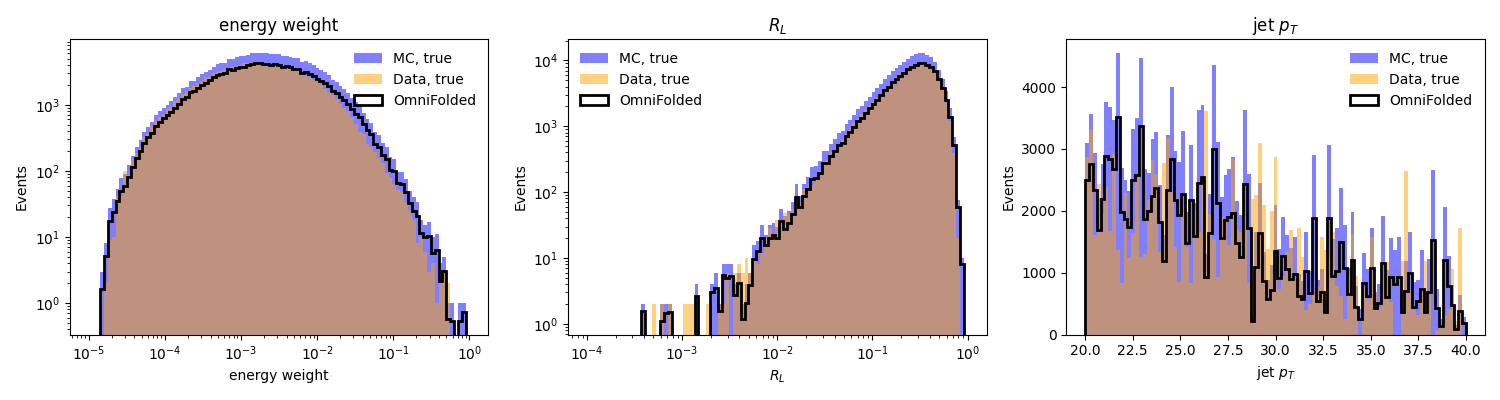 energy weight
MC, true
Data, true
OmniFolded
Events
10³
10²
10¹
10⁰
10⁻⁵
10⁻⁴
10⁻³
10⁻²
10⁻¹
10⁰
energy weight
R_L
MC, true
Data, true
OmniFolded
Events
10⁴
10³
10²
10¹
10⁰
10⁻⁴
10⁻³
10⁻²
10⁻¹
10⁰
R_L
jet p_T
MC, true
Data, true
OmniFolded
Events
4000
3000
2000
1000
0
20.0
22.5
25.0
27.5
30.0
32.5
35.0
37.5
40.0
jet p_T